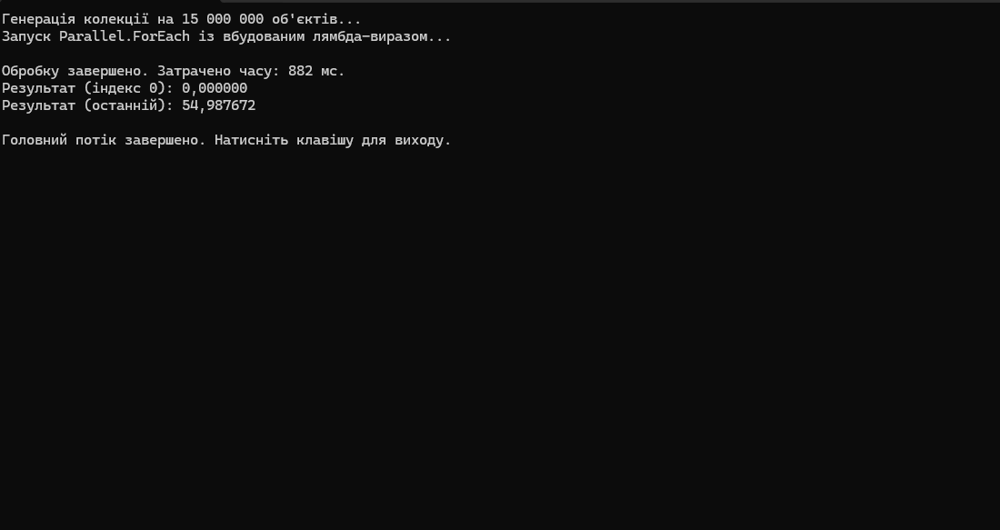 Генерація колекції на 15 000 000 об'єктів...
Запуск Parallel.ForEach із вбудованим лямбда-виразом...
Обробку завершено. Затрачено часу: 882 мс.
Результат (індекс 0): 0,000000
Результат (останній): 54,987672
Головний потік завершено. Натисніть клавішу для виходу.